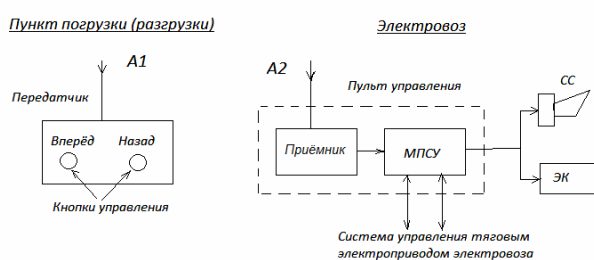 Пункт погрузки (разгрузки)
Электровоз
А1
А2
Передатчик
Пульт управления
СС
Вперёд
Назад
Приёмник
МПСУ
ЭК
Кнопки управления
Система управления тяговым
электроприводом электровоза